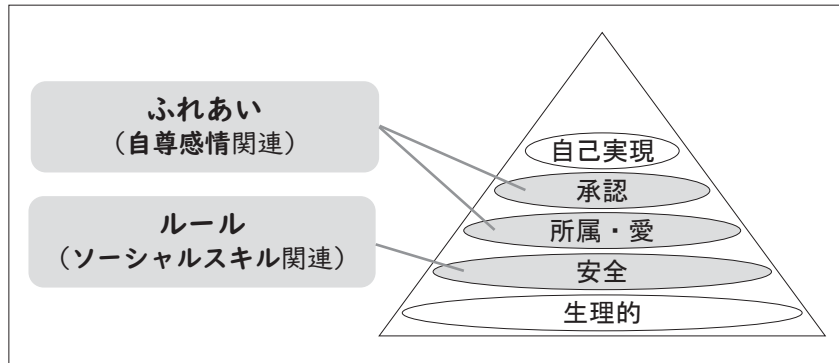 ふれあい
（自尊感情関連）
ルール
（ソーシャルスキル関連）
自己実現
承認
所属・愛
安全
生理的